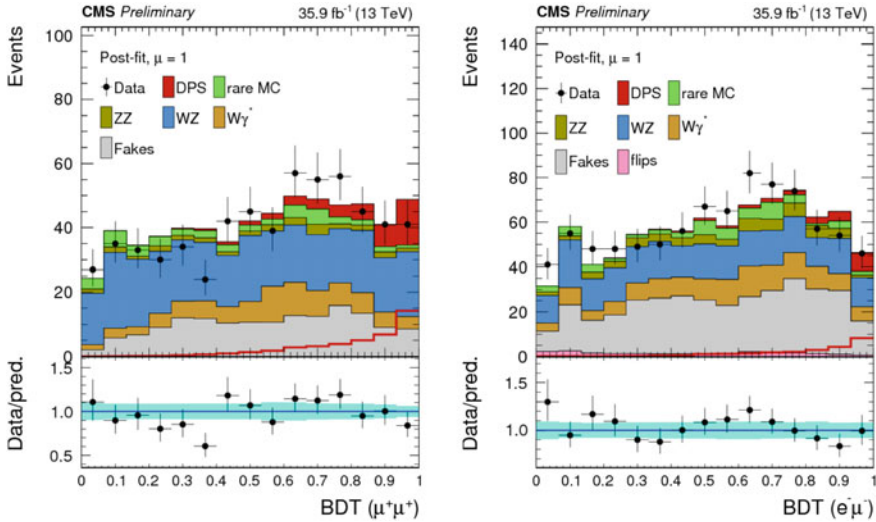 CMS Preliminary 35.9 fb⁻¹ (13 TeV)
Events
100
80
60
40
20
0
Post-fit, μ = 1
Data DPS rare MC
ZZ WZ Wγ*
Fakes
Data/pred.
1.5
1.0
0.5
0 0.1 0.2 0.3 0.4 0.5 0.6 0.7 0.8 0.9 1
BDT (μ⁺μ⁺)
CMS Preliminary 35.9 fb⁻¹ (13 TeV)
Events
140
120
100
80
60
40
20
0
Post-fit, μ = 1
Data DPS rare MC
ZZ WZ Wγ*
Fakes flips
Data/pred.
1.5
1.0
0 0.1 0.2 0.3 0.4 0.5 0.6 0.7 0.8 0.9 1
BDT (e⁻μ⁻)